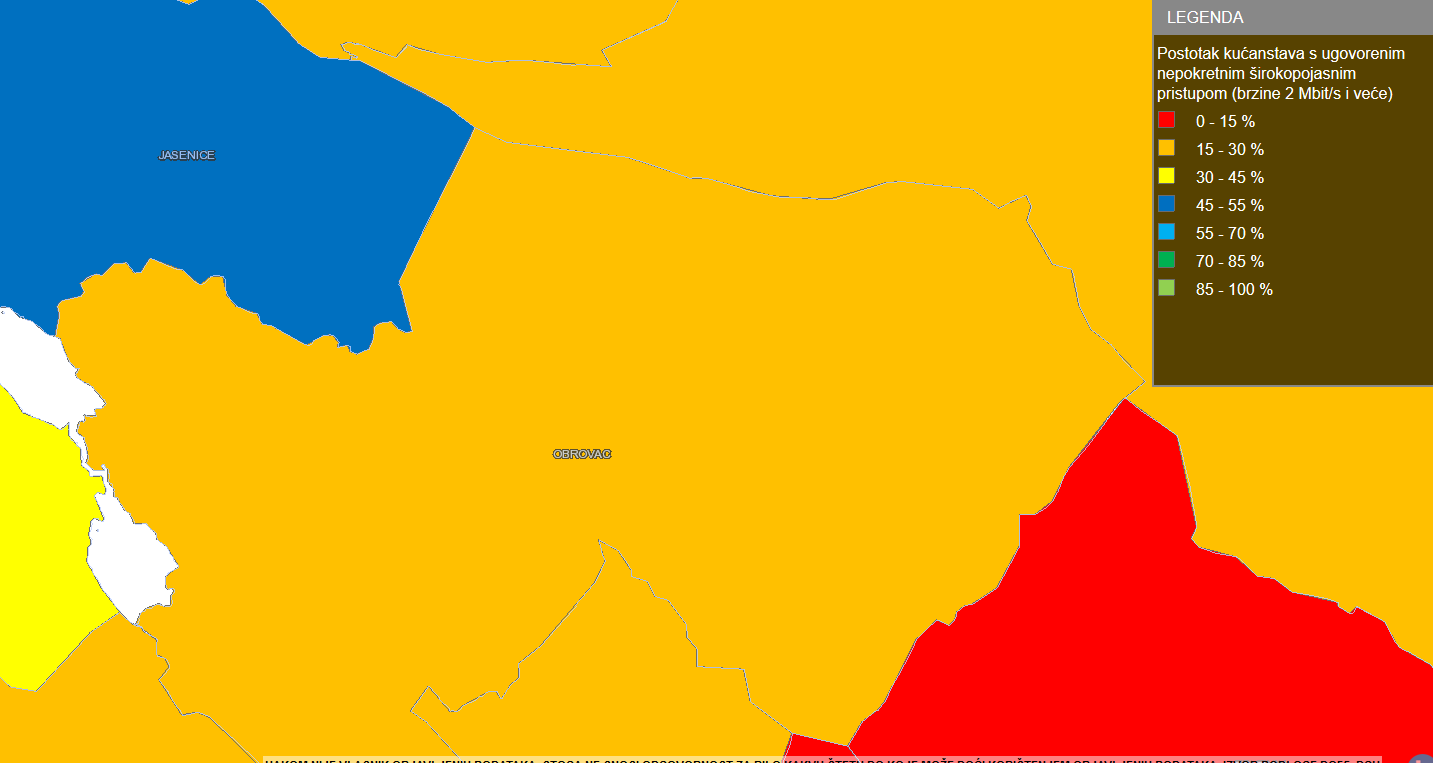 LEGENDA
Postotak kućanstava s ugovorenim
nepokretnim širokopojasnim
pristupom (brzine 2 Mbit/s i veće)
0 - 15 %
15 - 30 %
30 - 45 %
45 - 55 %
55 - 70 %
70 - 85 %
85 - 100 %
JASENICE
OBROVAC